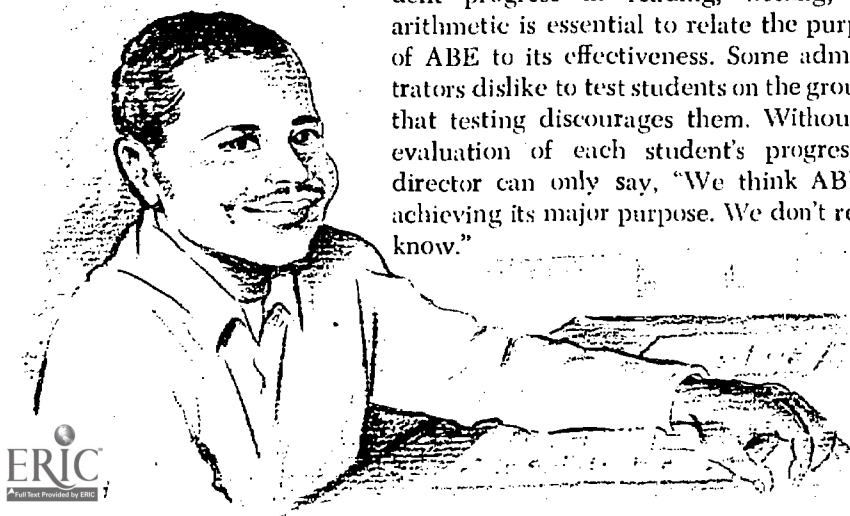 arithmetic is essential to relate the purp
of ABE to its effectiveness. Some adm
trators dislike to test students on the grou
that testing discourages them. Withou
evaluation of each student's progres
director can only say, “We think AB
achieving its major purpose. We don't re
know.”
ERIC
Full Text Provided by ERIC